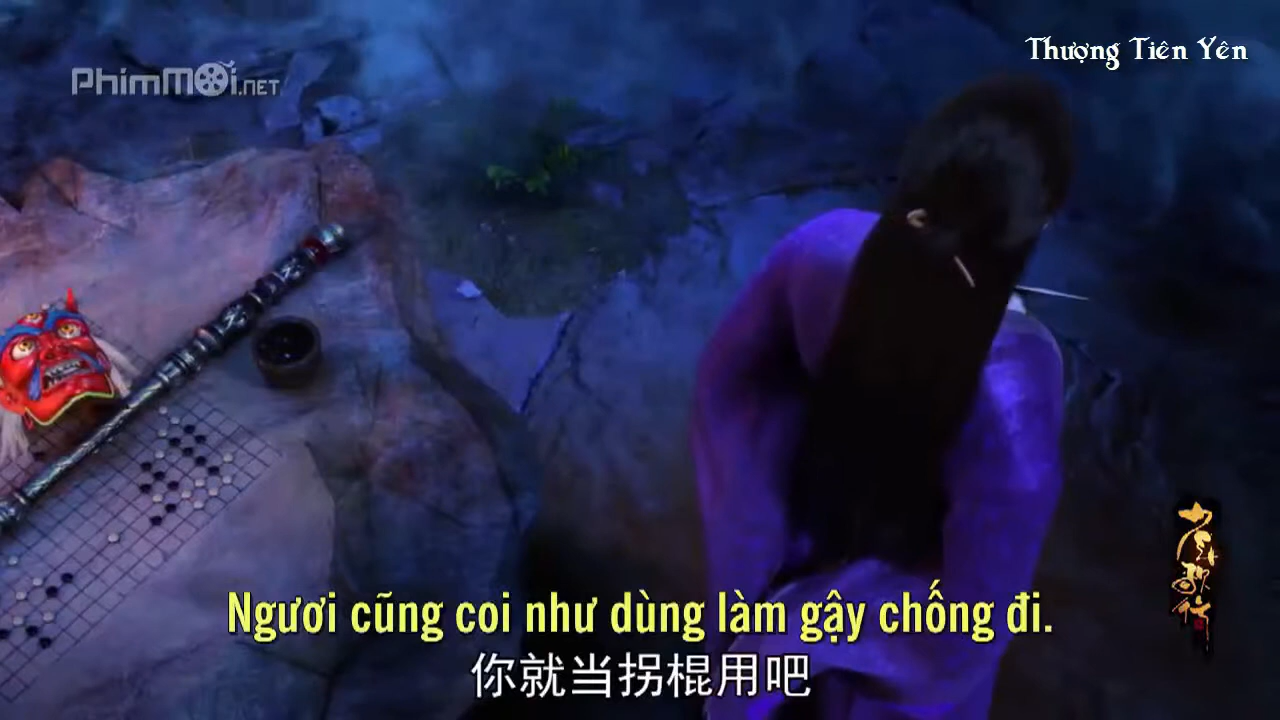 Thượng Tiên Yên
PhimMỡi.NET
Ngươi cũng coi như dùng làm gậy chống đi.
你就当拐棍用吧